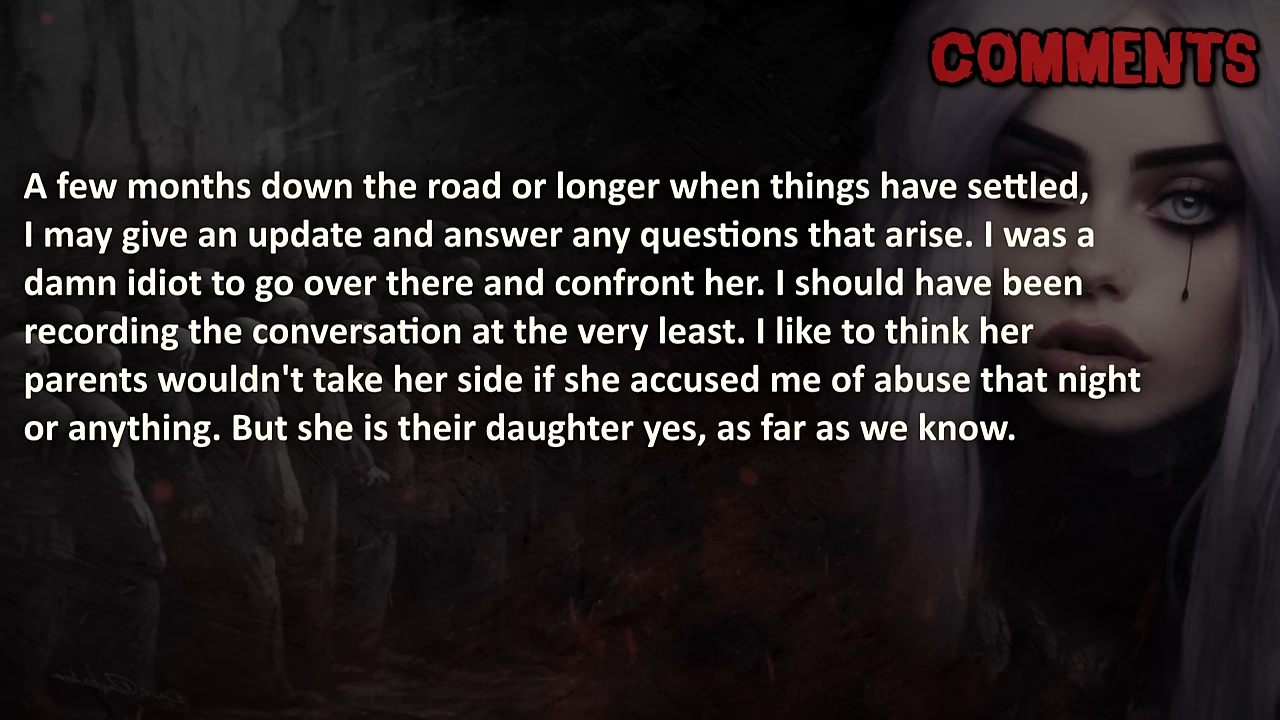 COMMENTS
A few months down the road or longer when things have settled,
I may give an update and answer any questions that arise. I was a
damn idiot to go over there and confront her. I should have been
recording the conversation at the very least. I like to think her
parents wouldn't take her side if she accused me of abuse that night
or anything. But she is their daughter yes, as far as we know.